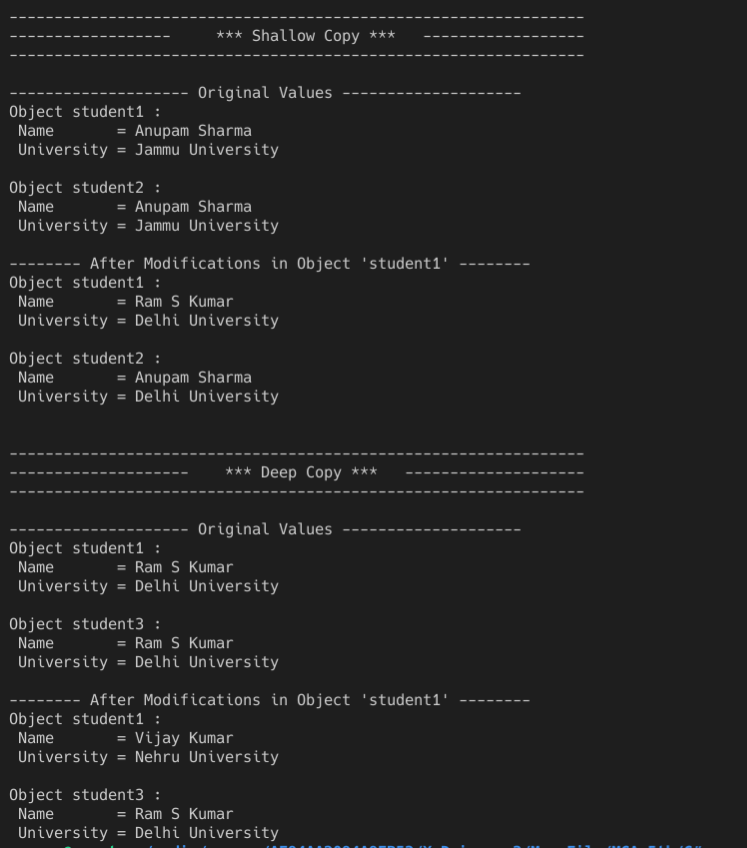 ----------------------------------------------------------------
------------------     *** Shallow Copy ***   ------------------
----------------------------------------------------------------
-------------------- Original Values --------------------
Object student1 :
 Name       = Anupam Sharma
 University = Jammu University
Object student2 :
 Name       = Anupam Sharma
 University = Jammu University
-------- After Modifications in Object 'student1' --------
Object student1 :
 Name       = Ram S Kumar
 University = Delhi University
Object student2 :
 Name       = Anupam Sharma
 University = Delhi University
----------------------------------------------------------------
--------------------    *** Deep Copy ***   --------------------
----------------------------------------------------------------
-------------------- Original Values --------------------
Object student1 :
 Name       = Ram S Kumar
 University = Delhi University
Object student3 :
 Name       = Ram S Kumar
 University = Delhi University
-------- After Modifications in Object 'student1' --------
Object student1 :
 Name       = Vijay Kumar
 University = Nehru University
Object student3 :
 Name       = Ram S Kumar
 University = Delhi University